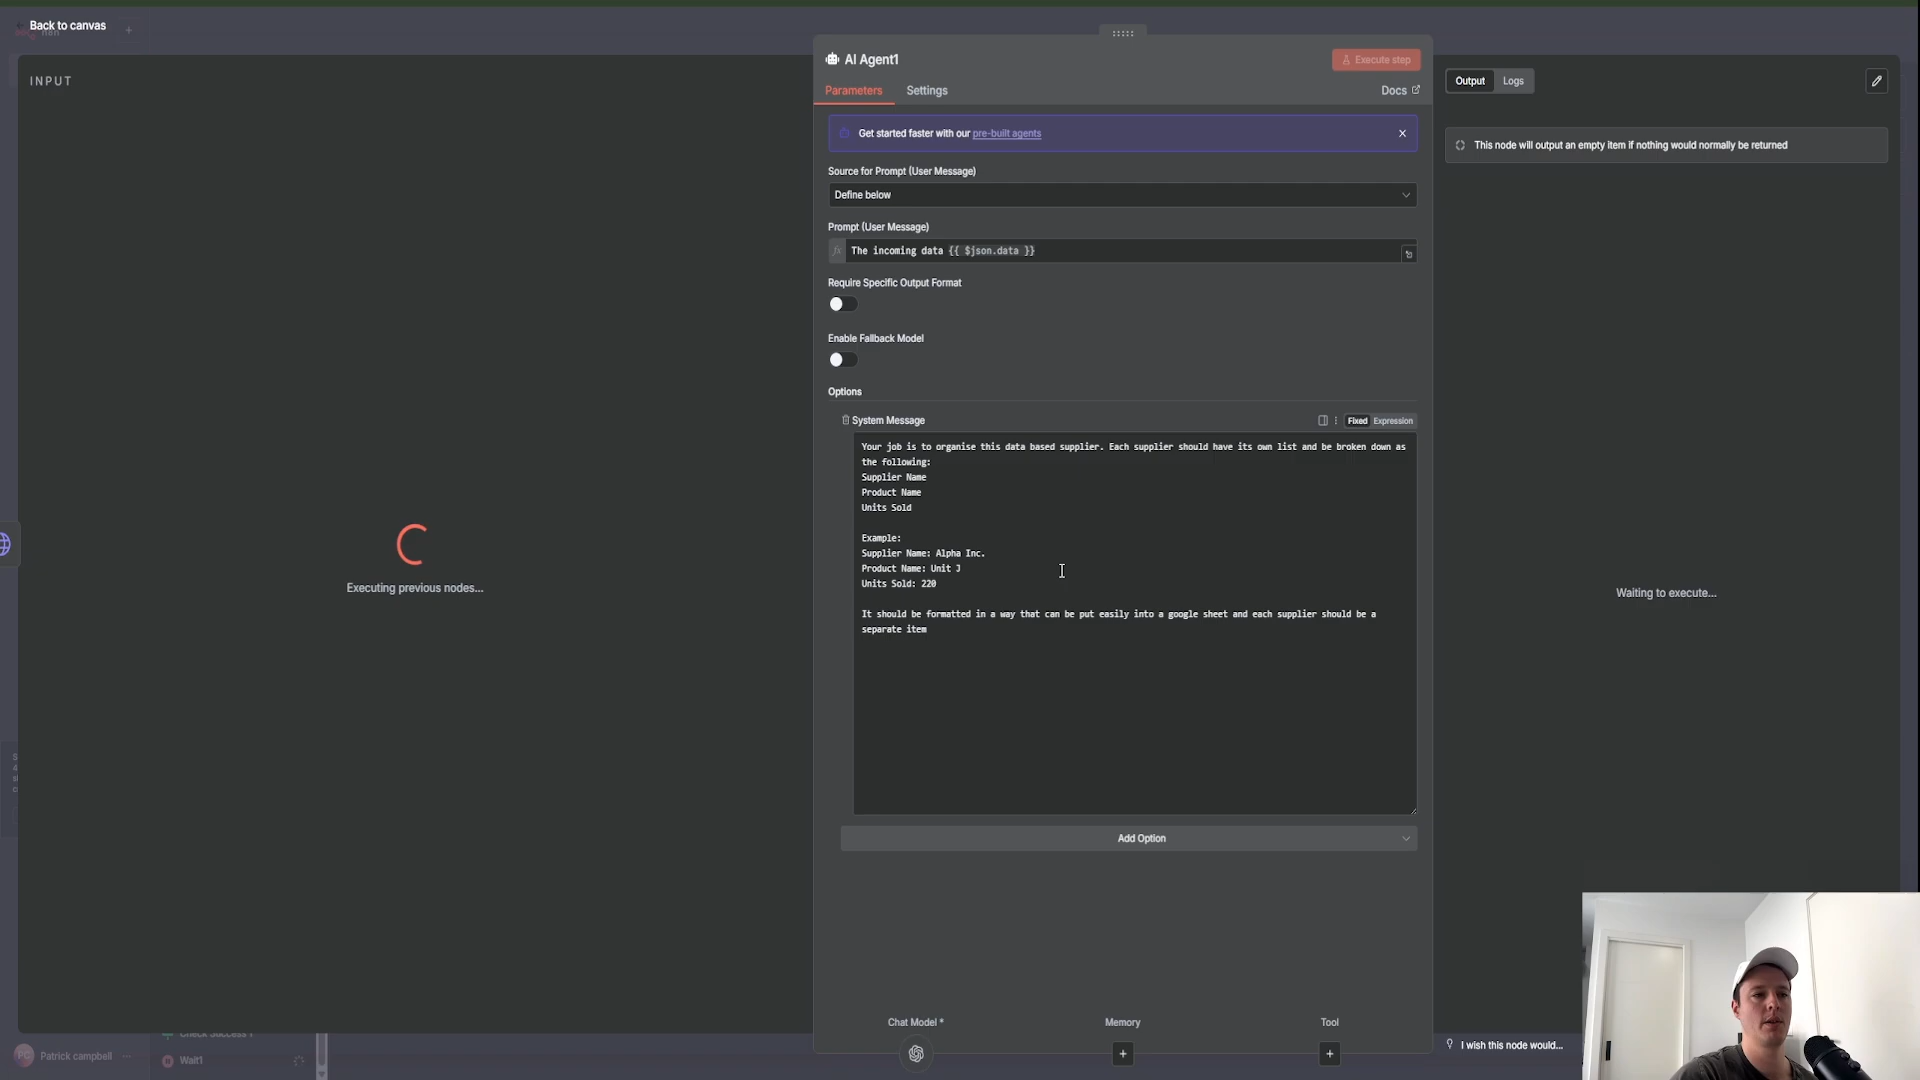 Back to canvas
n8n
INPUT
AI Agent1
Execute step
Parameters
Settings
Docs
Output
Logs
Get started faster with our pre-built agents
This node will output an empty item if nothing would normally be returned
Source for Prompt (User Message)
Define below
Prompt (User Message)
fx
The incoming data {{ $json.data }}
Require Specific Output Format
Enable Fallback Model
Options
System Message
Fixed
Expression
Your job is to organise this data based supplier. Each supplier should have its own list and be broken down as
the following:
Supplier Name
Product Name
Units Sold
Example:
Supplier Name: Alpha Inc.
Product Name: Unit J
Units Sold: 220
It should be formatted in a way that can be put easily into a google sheet and each supplier should be a
separate item
Executing previous nodes...
Waiting to execute...
Add Option
Chat Model *
Memory
Tool
I wish this node would...
Check Success 1
PC
Patrick campbell
Wait1